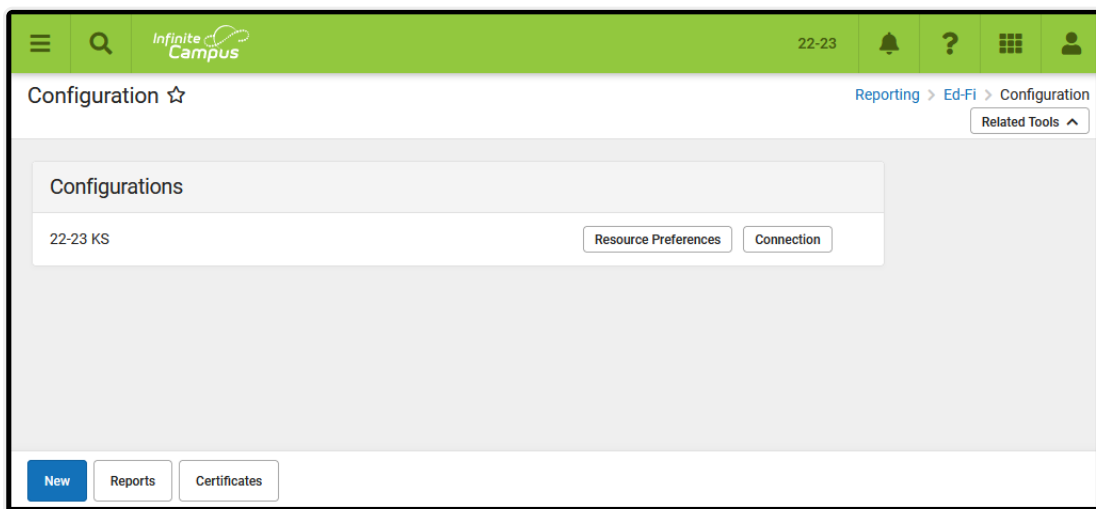 Infinite Campus 22-23
Configuration Reporting > Ed-Fi > Configuration
Related Tools
Configurations
22-23 KS Resource Preferences Connection
New Reports Certificates